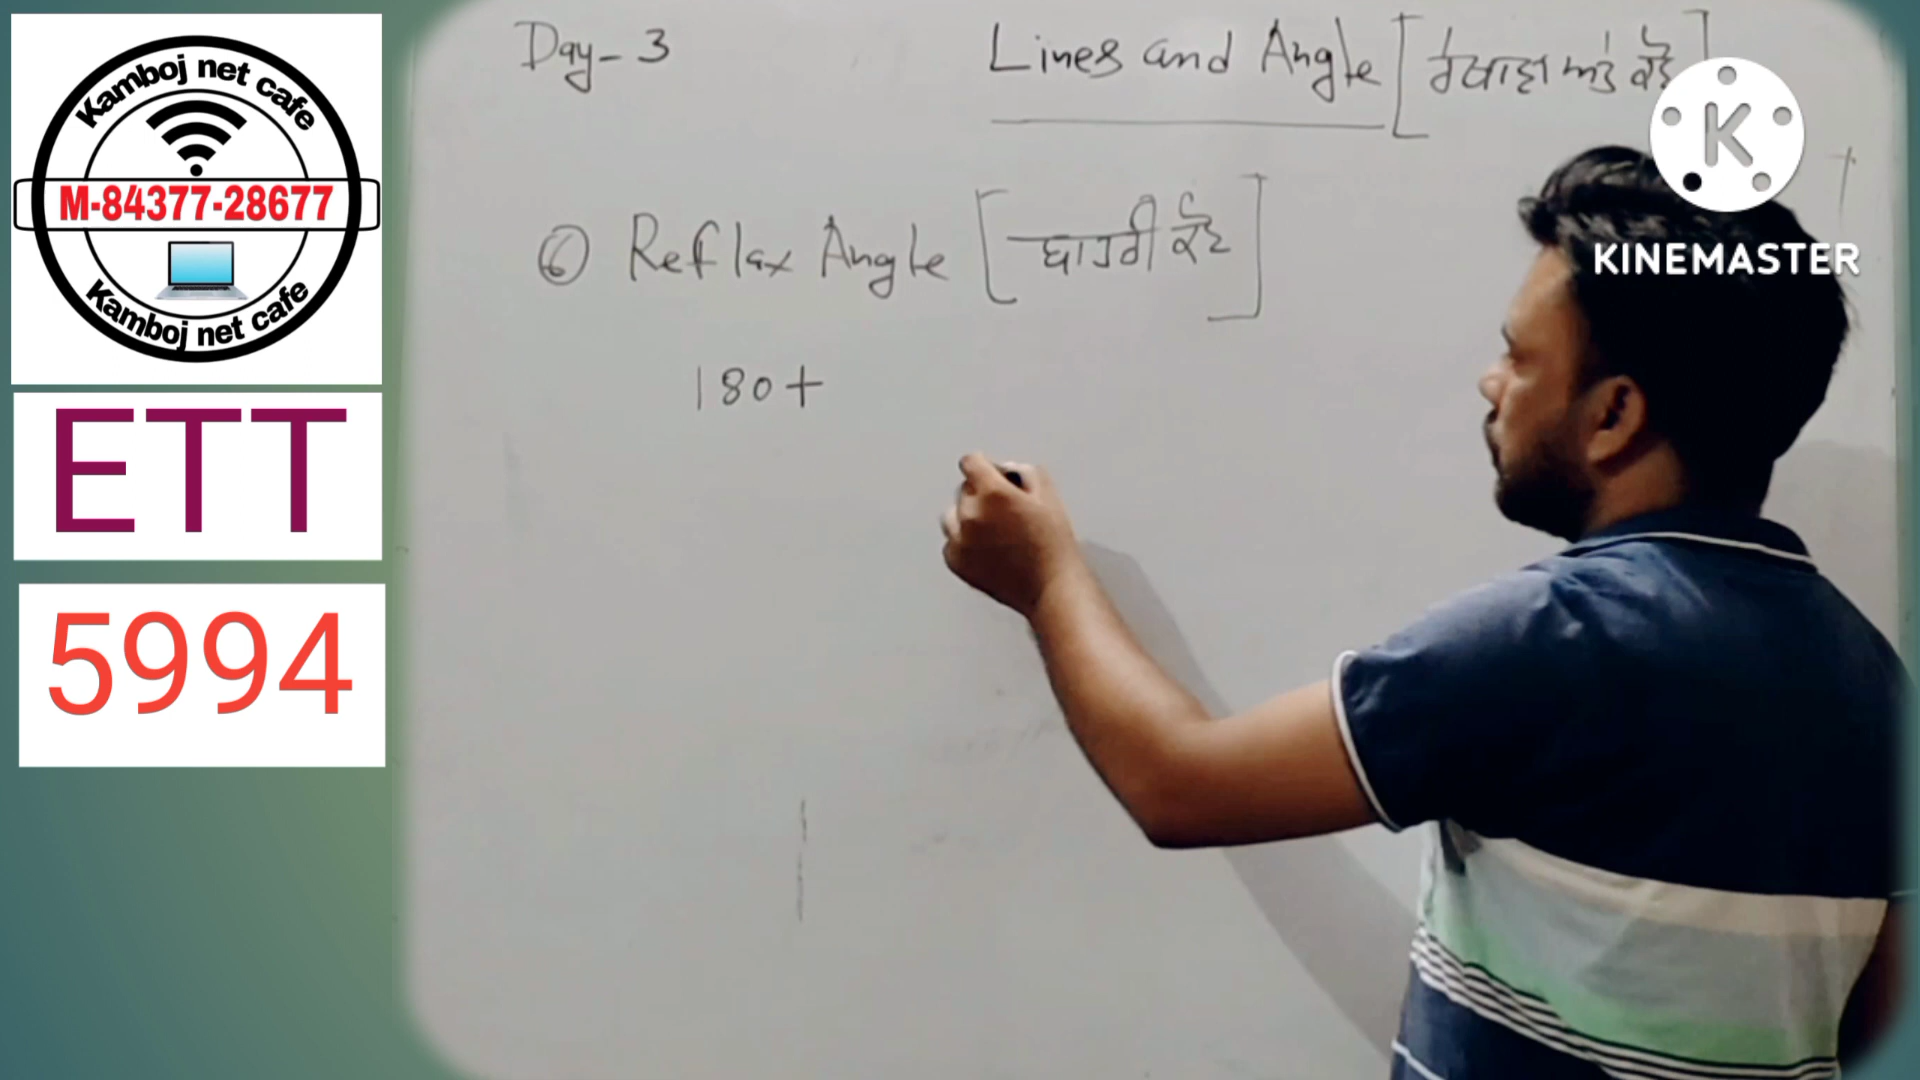 Kamboj net cafe
M-84377-28677
Kamboj net cafe
ETT
5994
Day-3
Lines and Angle [ਰੇਖਾਵਾਂ ਅਤੇ ਕੋਣ]
⑥ Reflax Angle [ਬਾਹਰੀ ਕੋਣ]
180+
K
KINEMASTER